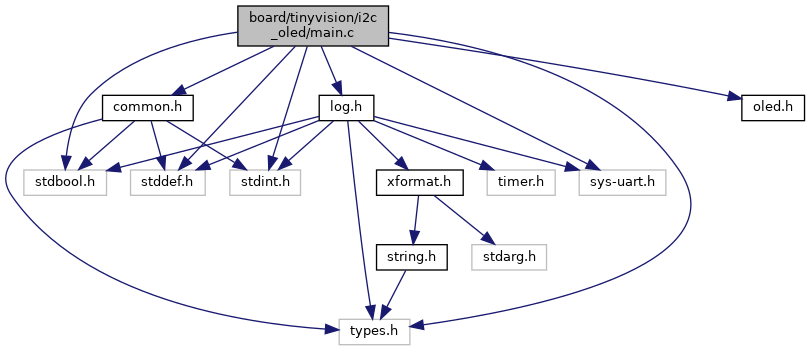 board/tinyvision/i2c
_oled/main.c
common.h
log.h
oled.h
stdbool.h
stddef.h
stdint.h
xformat.h
timer.h
sys-uart.h
string.h
stdarg.h
types.h